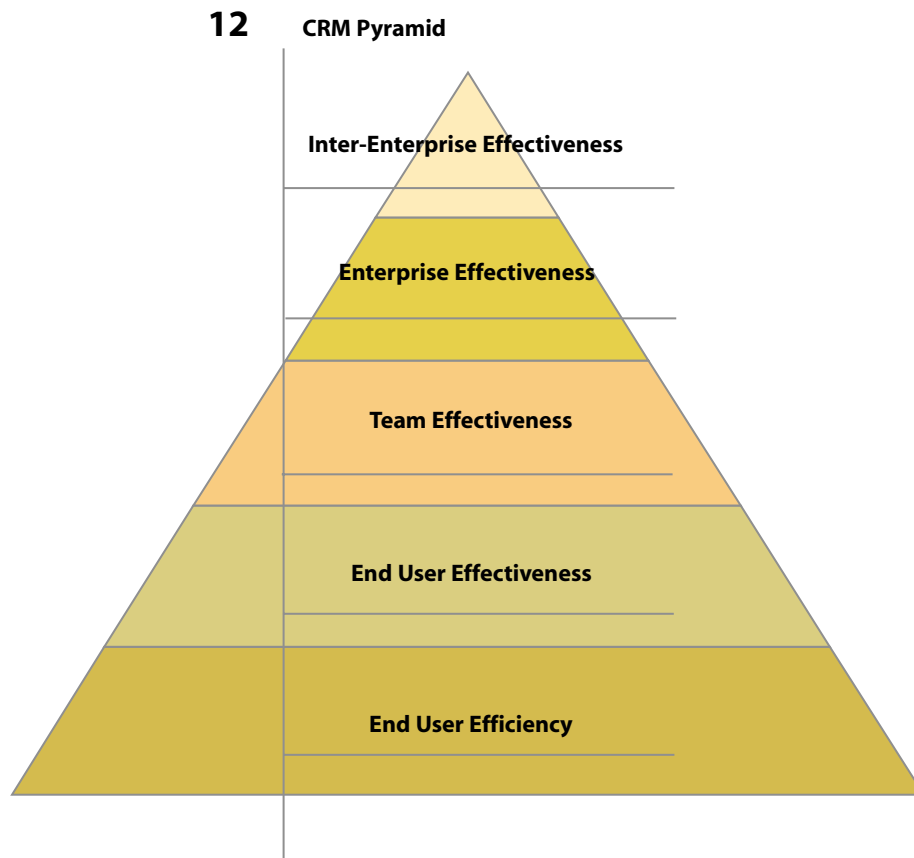 12 CRM Pyramid
Inter-Enterprise Effectiveness
Enterprise Effectiveness
Team Effectiveness
End User Effectiveness
End User Efficiency